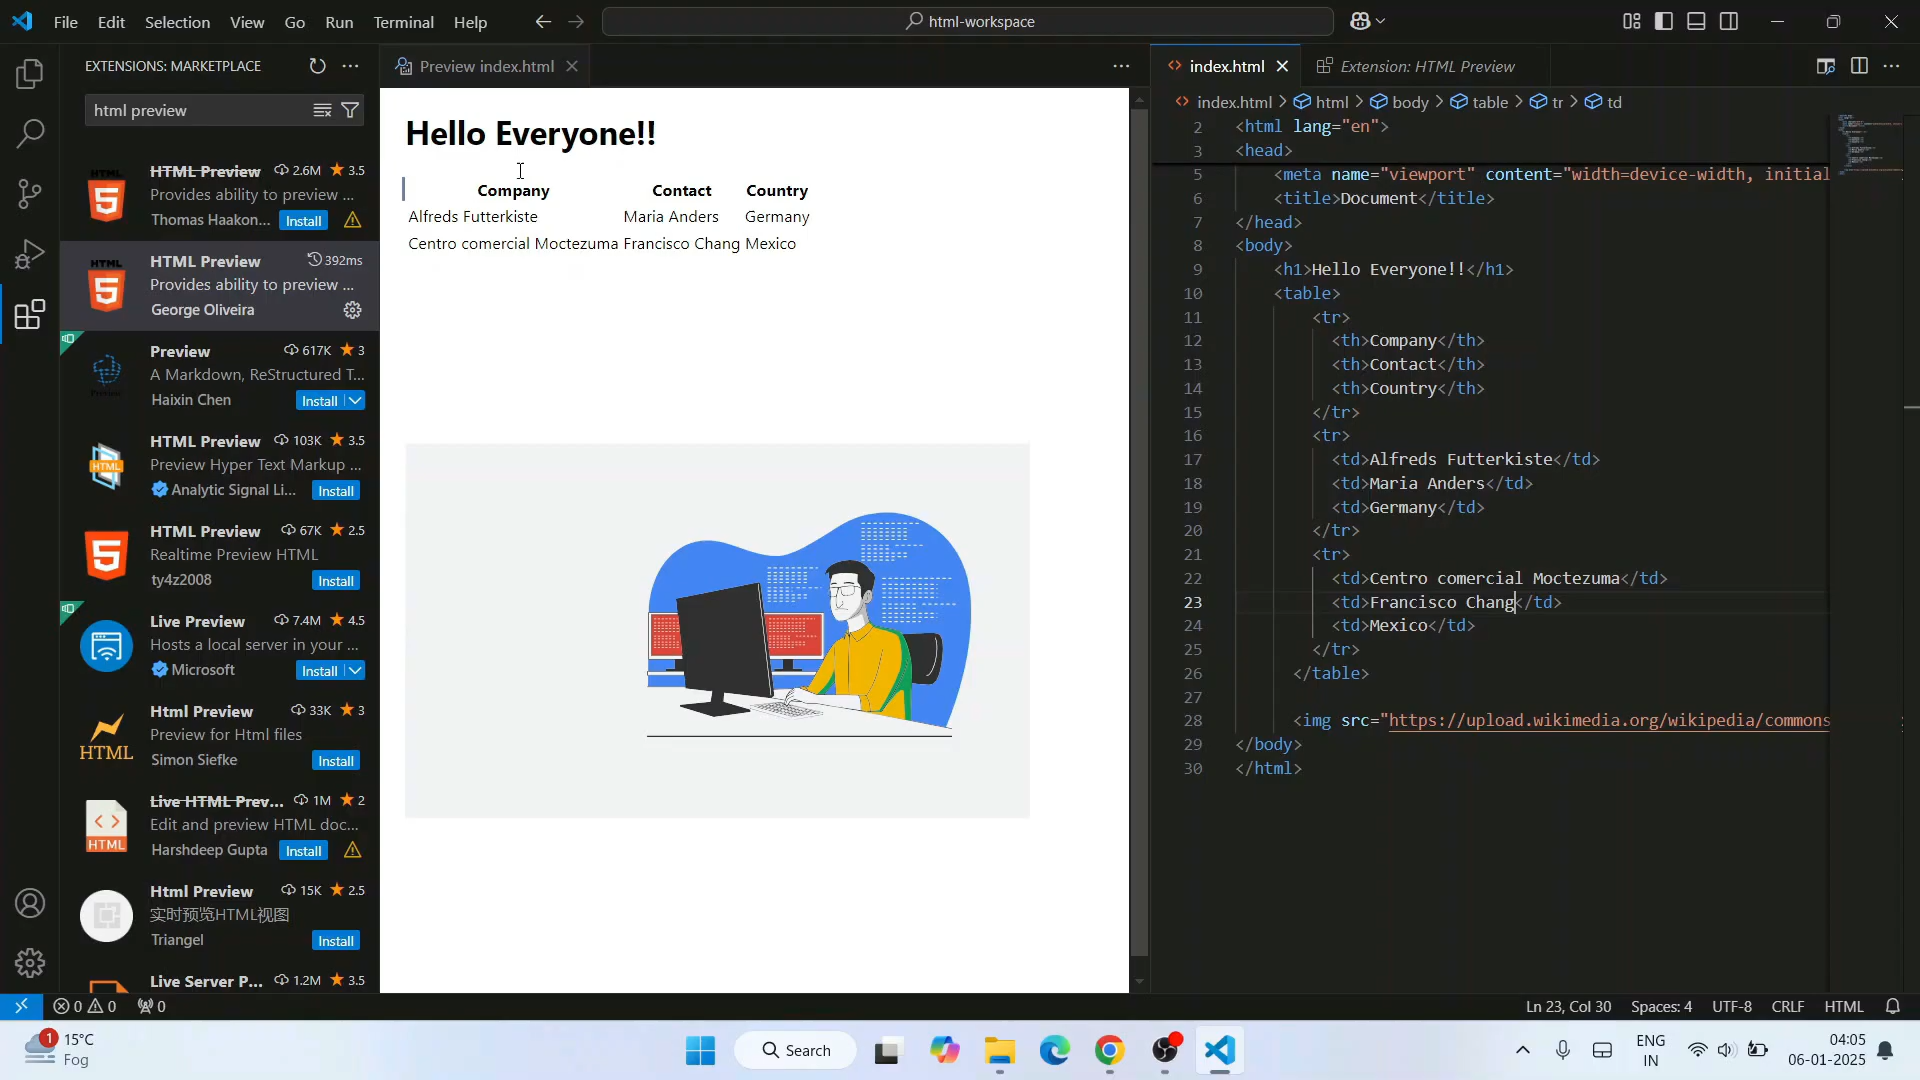 File Edit Selection View Go Run Terminal Help
html-workspace
EXTENSIONS: MARKETPLACE
html preview
HTML Preview 2.6M 3.5
Provides ability to preview ...
Thomas Haakon... Install
HTML Preview 392ms
Provides ability to preview ...
George Oliveira
Preview 617K 3
A Markdown, ReStructured T...
Haixin Chen Install
HTML Preview 103K 3.5
Preview Hyper Text Markup ...
Analytic Signal Li... Install
HTML Preview 67K 2.5
Realtime Preview HTML
ty4z2008 Install
Live Preview 7.4M 4.5
Hosts a local server in your ...
Microsoft Install
Html Preview 33K 3
Preview for Html files
Simon Siefke Install
Live HTML Prev... 1M 2
Edit and preview HTML doc...
Harshdeep Gupta Install
Html Preview 15K 2.5
实时预览HTML视图
Triangel Install
Live Server P... 1.2M 3.5
Preview index.html
Hello Everyone!!
Company Contact Country
Alfreds Futterkiste Maria Anders Germany
Centro comercial Moctezuma Francisco Chang Mexico
index.html Extension: HTML Preview
index.html > html > body > table > tr > td
2 <html lang="en">
3 <head>
5 <meta name="viewport" content="width=device-width, initial
6 <title>Document</title>
7 </head>
8 <body>
9 <h1>Hello Everyone!!</h1>
10 <table>
11 <tr>
12 <th>Company</th>
13 <th>Contact</th>
14 <th>Country</th>
15 </tr>
16 <tr>
17 <td>Alfreds Futterkiste</td>
18 <td>Maria Anders</td>
19 <td>Germany</td>
20 </tr>
21 <tr>
22 <td>Centro comercial Moctezuma</td>
23 <td>Francisco Chang</td>
24 <td>Mexico</td>
25 </tr>
26 </table>
27
28 <img src="https://upload.wikimedia.org/wikipedia/commons
29 </body>
30 </html>
0 0 0
Ln 23, Col 30 Spaces: 4 UTF-8 CRLF HTML
1 15°C
Fog
Search
ENG
IN
04:05
06-01-2025